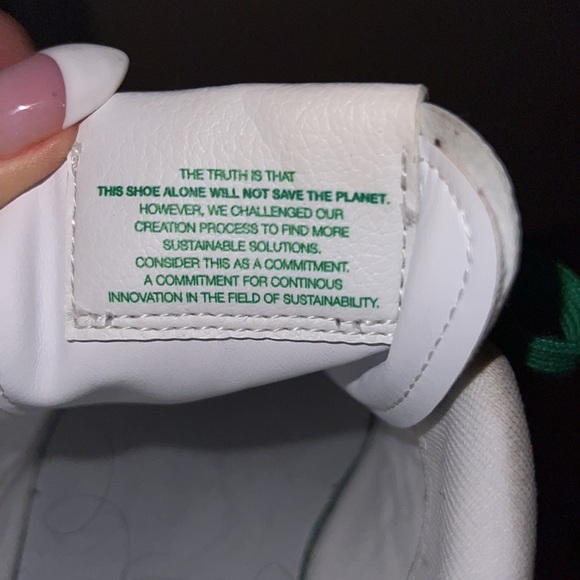 THE TRUTH IS THAT
THIS SHOE ALONE WILL NOT SAVE THE PLANET.
HOWEVER, WE CHALLENGED OUR
CREATION PROCESS TO FIND MORE
SUSTAINABLE SOLUTIONS.
CONSIDER THIS AS A COMMITMENT.
A COMMITMENT FOR CONTINOUS
INNOVATION IN THE FIELD OF SUSTAINABILITY.